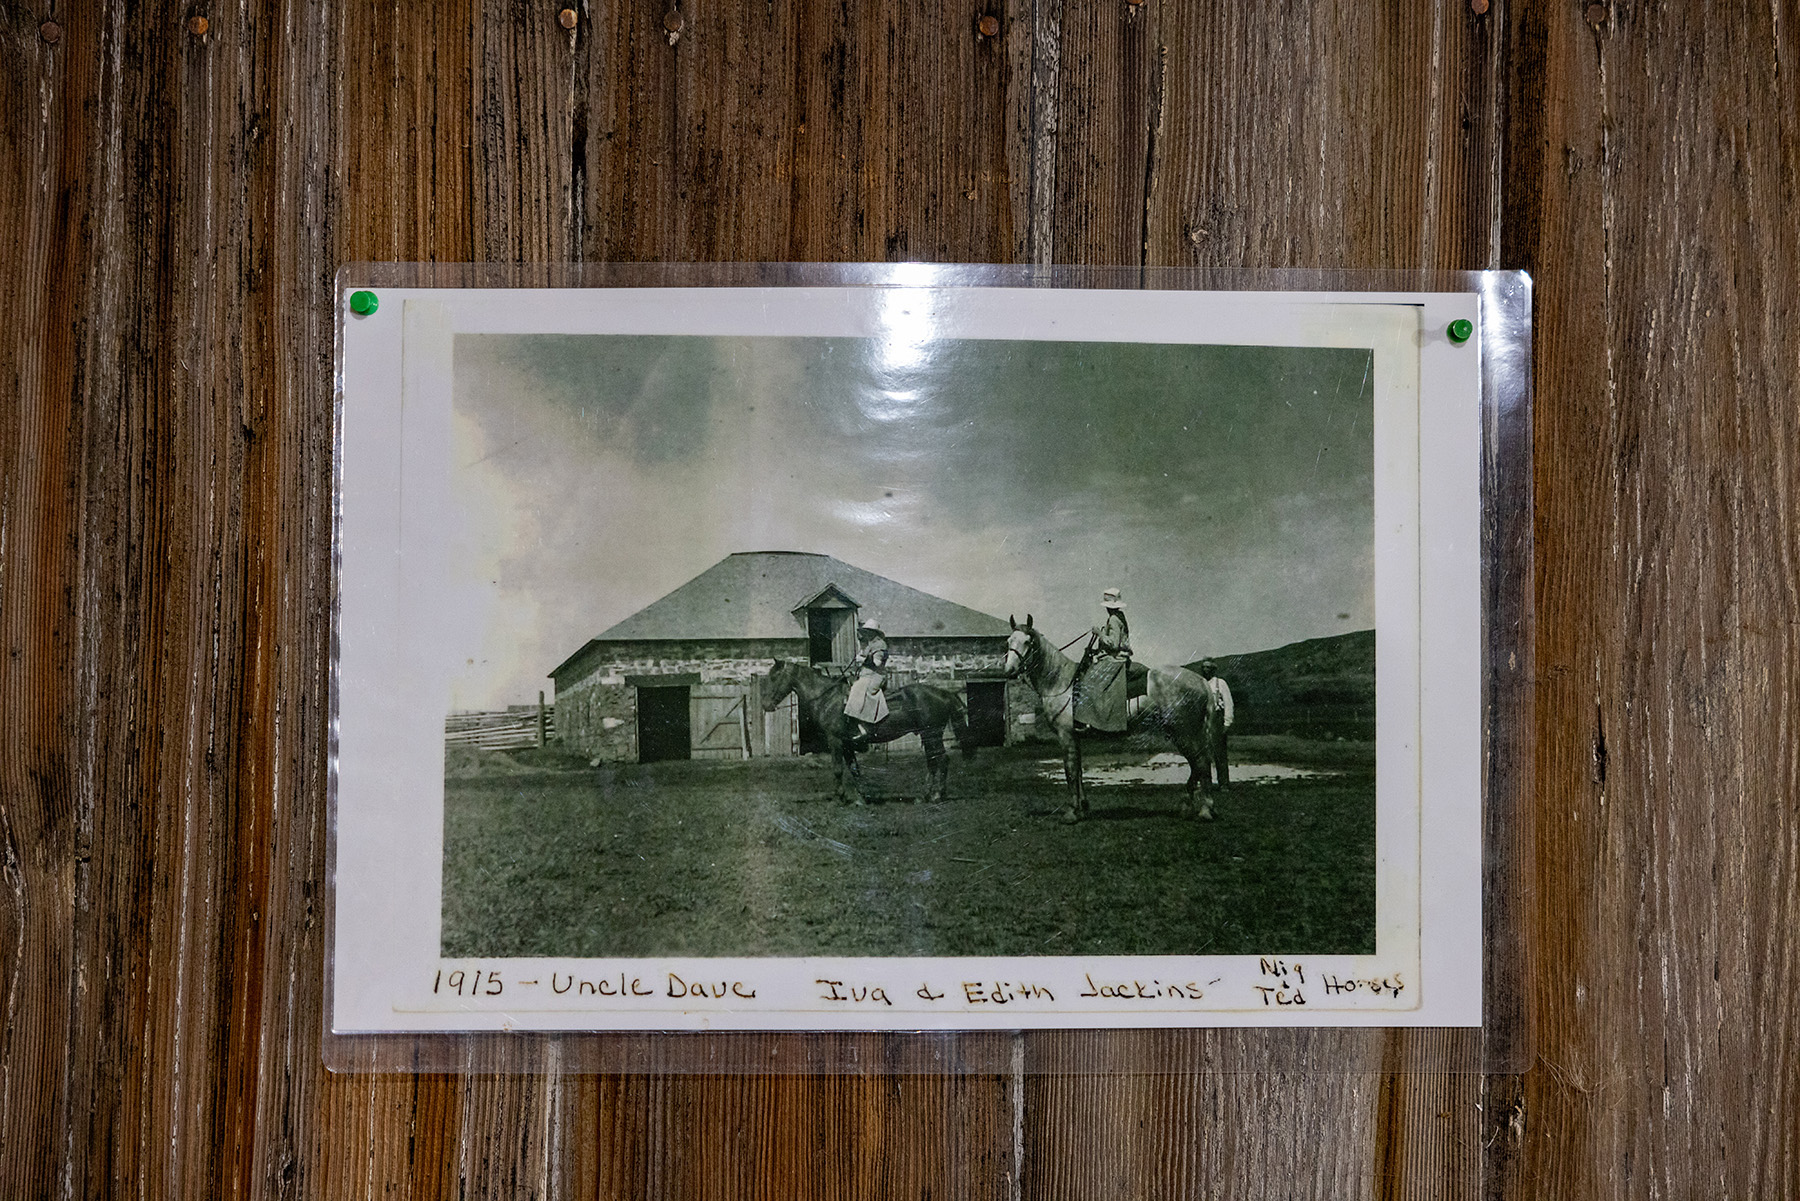 1915 - Uncle Dave Iva & Edith Jackins - Nig & Ted Horses